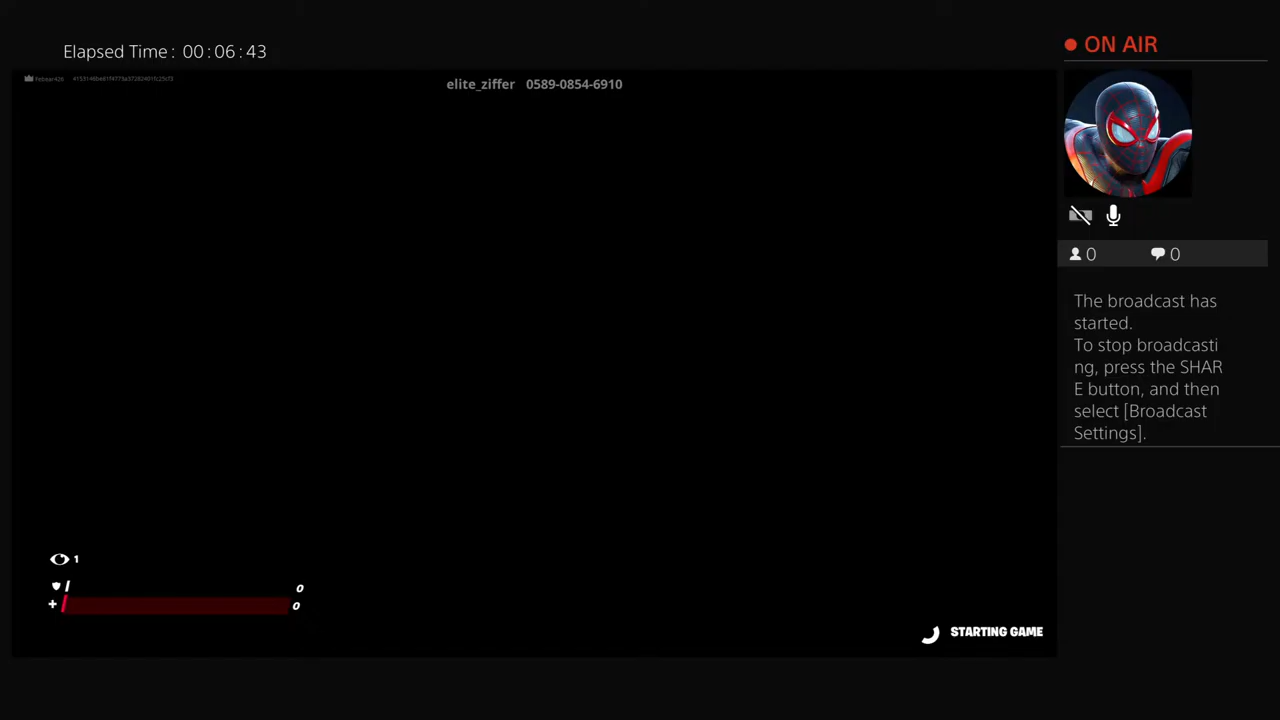 Elapsed Time : 00:06:43
ON AIR
elite_ziffer 0589-0854-6910
0 0
The broadcast has
started.
To stop broadcasti
ng, press the SHAR
E button, and then
select [Broadcast
Settings].
1
0
0
STARTING GAME